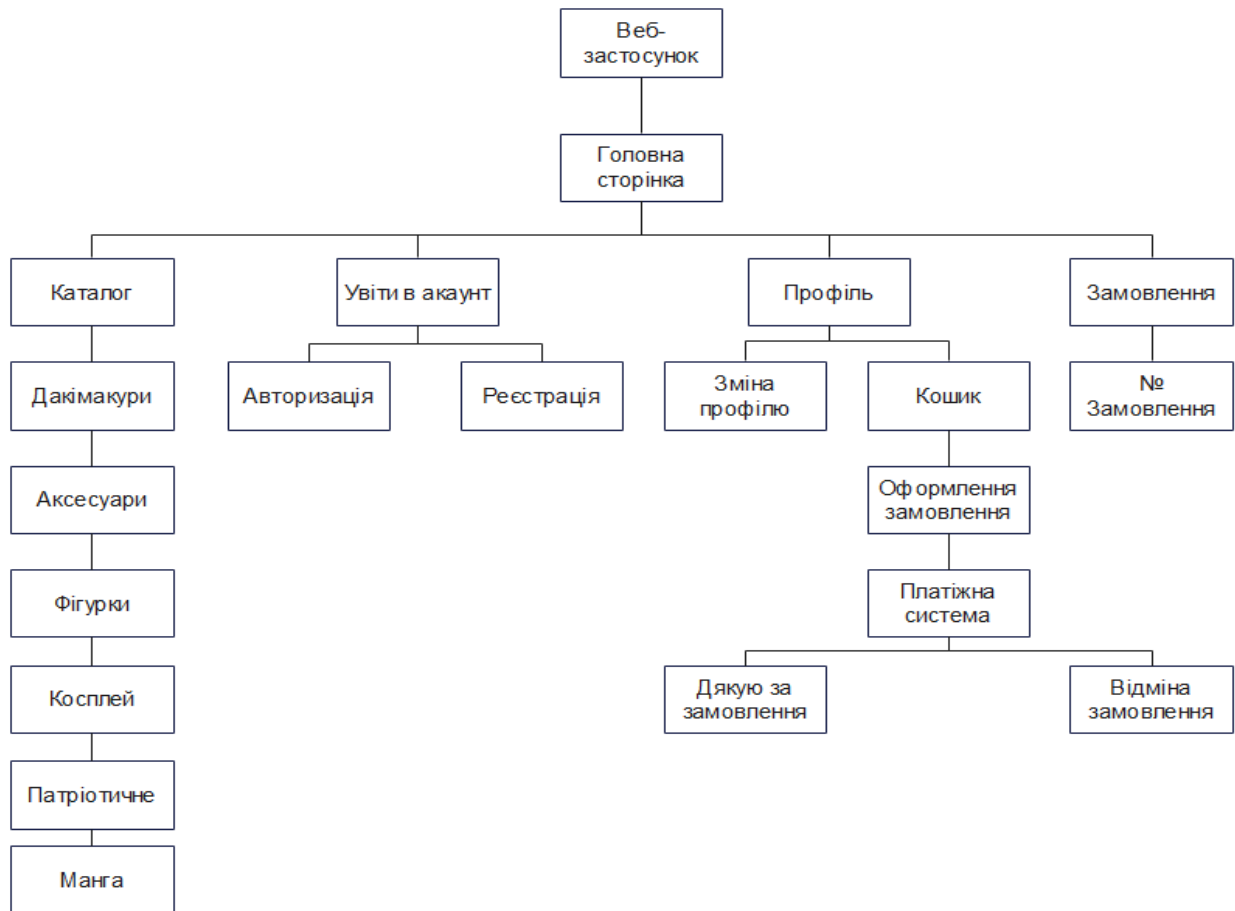 Веб-
застосунок
Головна
сторінка
Каталог
Увіти в акаунт
Профіль
Замовлення
Дакімакури
Авторизація
Реєстрація
Зміна
профілю
Кошик
№
Замовлення
Аксесуари
Оформлення
замовлення
Фігурки
Платіжна
система
Косплей
Дякую за
замовлення
Відміна
замовлення
Патріотичне
Манга